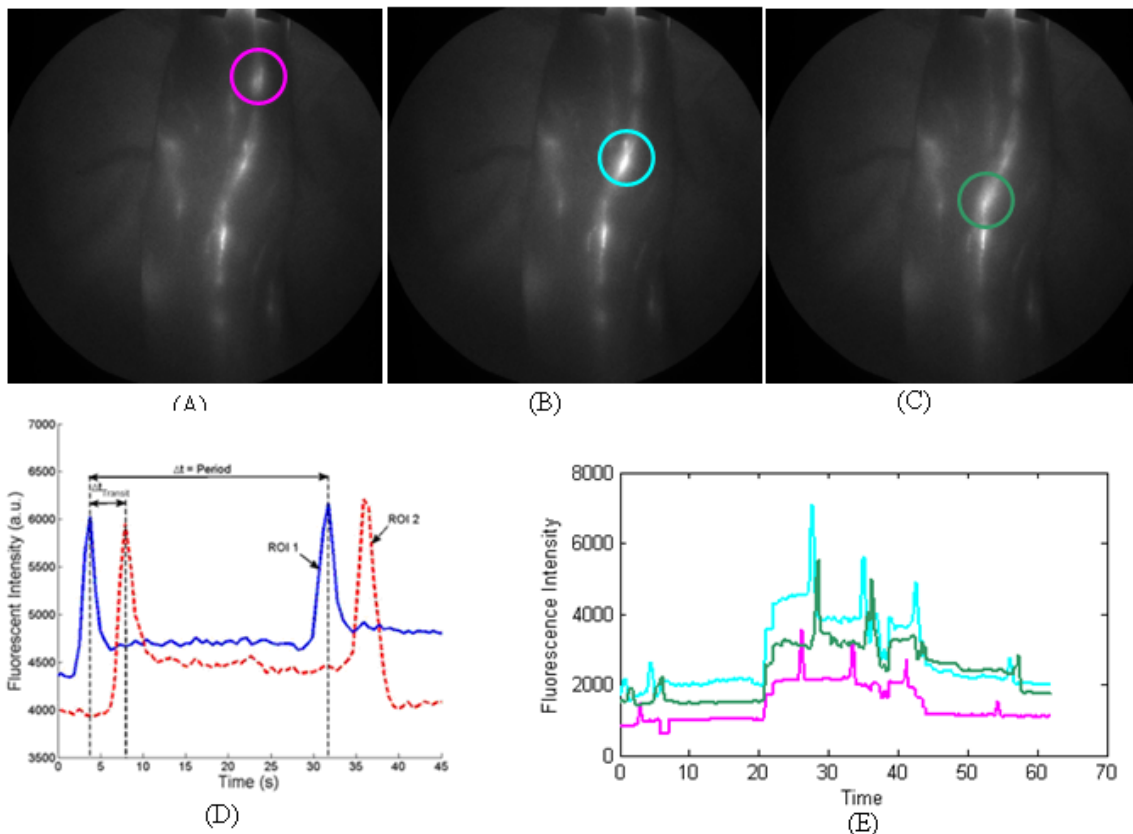 (A)
(B)
(C)
7000
6500
6000
5500
5000
4500
4000
3500
Fluorescent Intensity (a.u.)
Δt = Period
Δt Transit
ROI 1
ROI 2
0 5 10 15 20 25 30 35 40 45
Time (s)
(D)
8000
6000
4000
2000
0
Fluorescence Intensity
0 10 20 30 40 50 60 70
Time
(E)